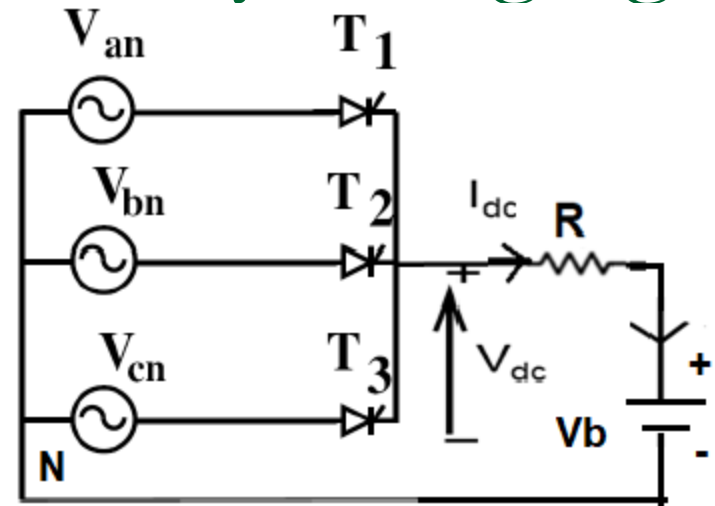 Van
T1
Vbn
T2
Idc
R
Vcn
T3
Vdc
+
-
Vb
+
-
N